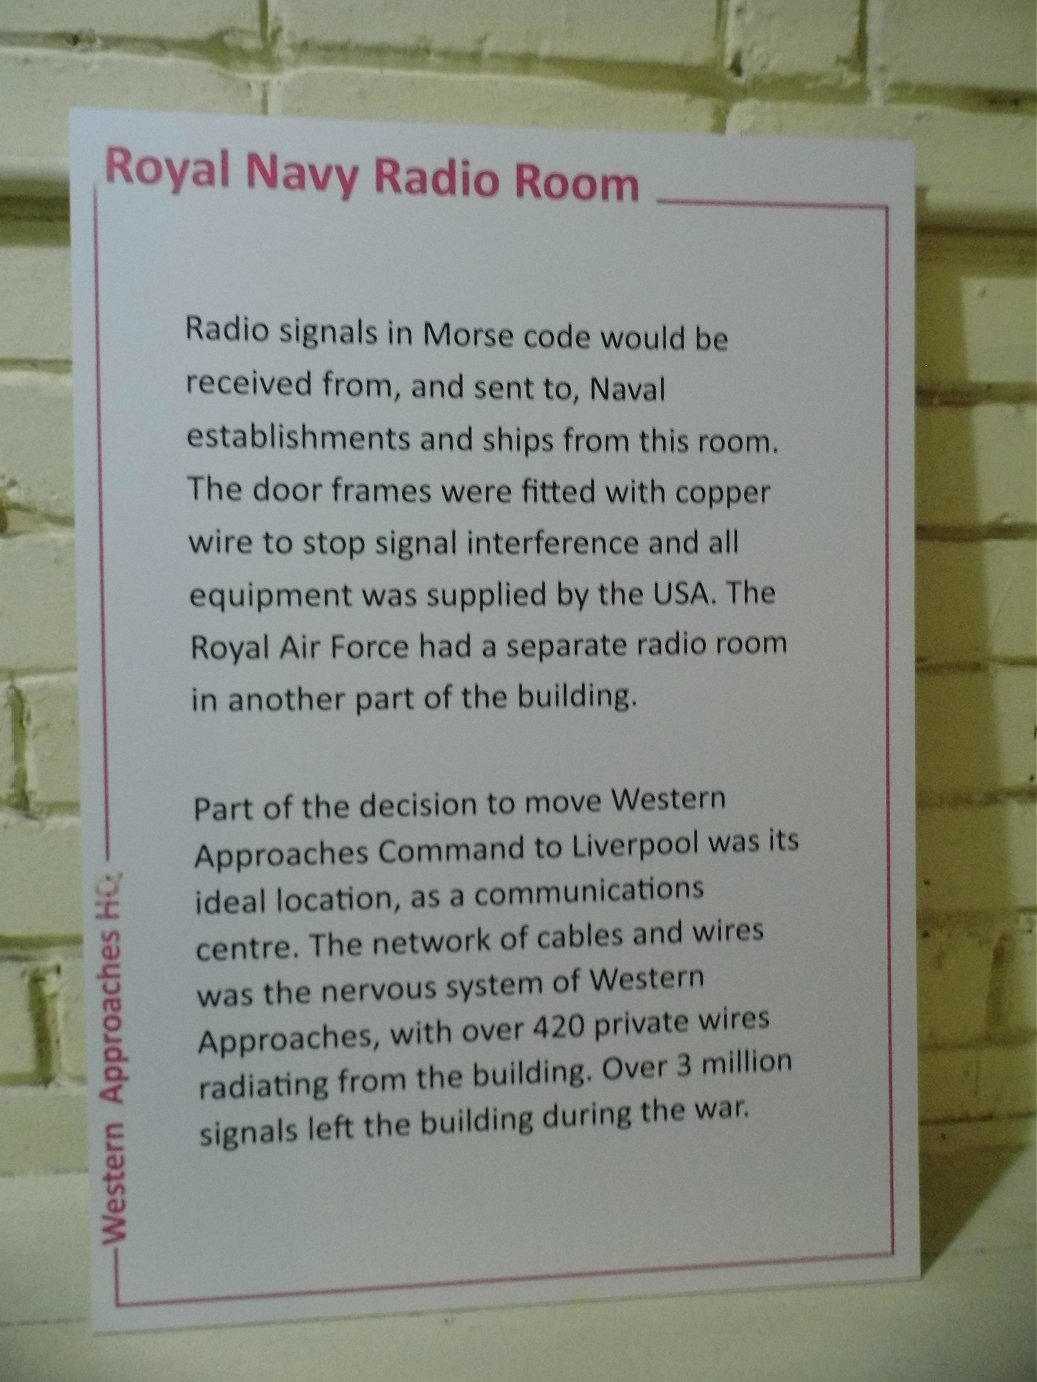 Royal Navy Radio Room
Radio signals in Morse code would be
received from, and sent to, Naval
establishments and ships from this room.
The door frames were fitted with copper
wire to stop signal interference and all
equipment was supplied by the USA. The
Royal Air Force had a separate radio room
in another part of the building.
Part of the decision to move Western
Approaches Command to Liverpool was its
ideal location, as a communications
centre. The network of cables and wires
was the nervous system of Western
Approaches, with over 420 private wires
radiating from the building. Over 3 million
signals left the building during the war.
Western Approaches HQ